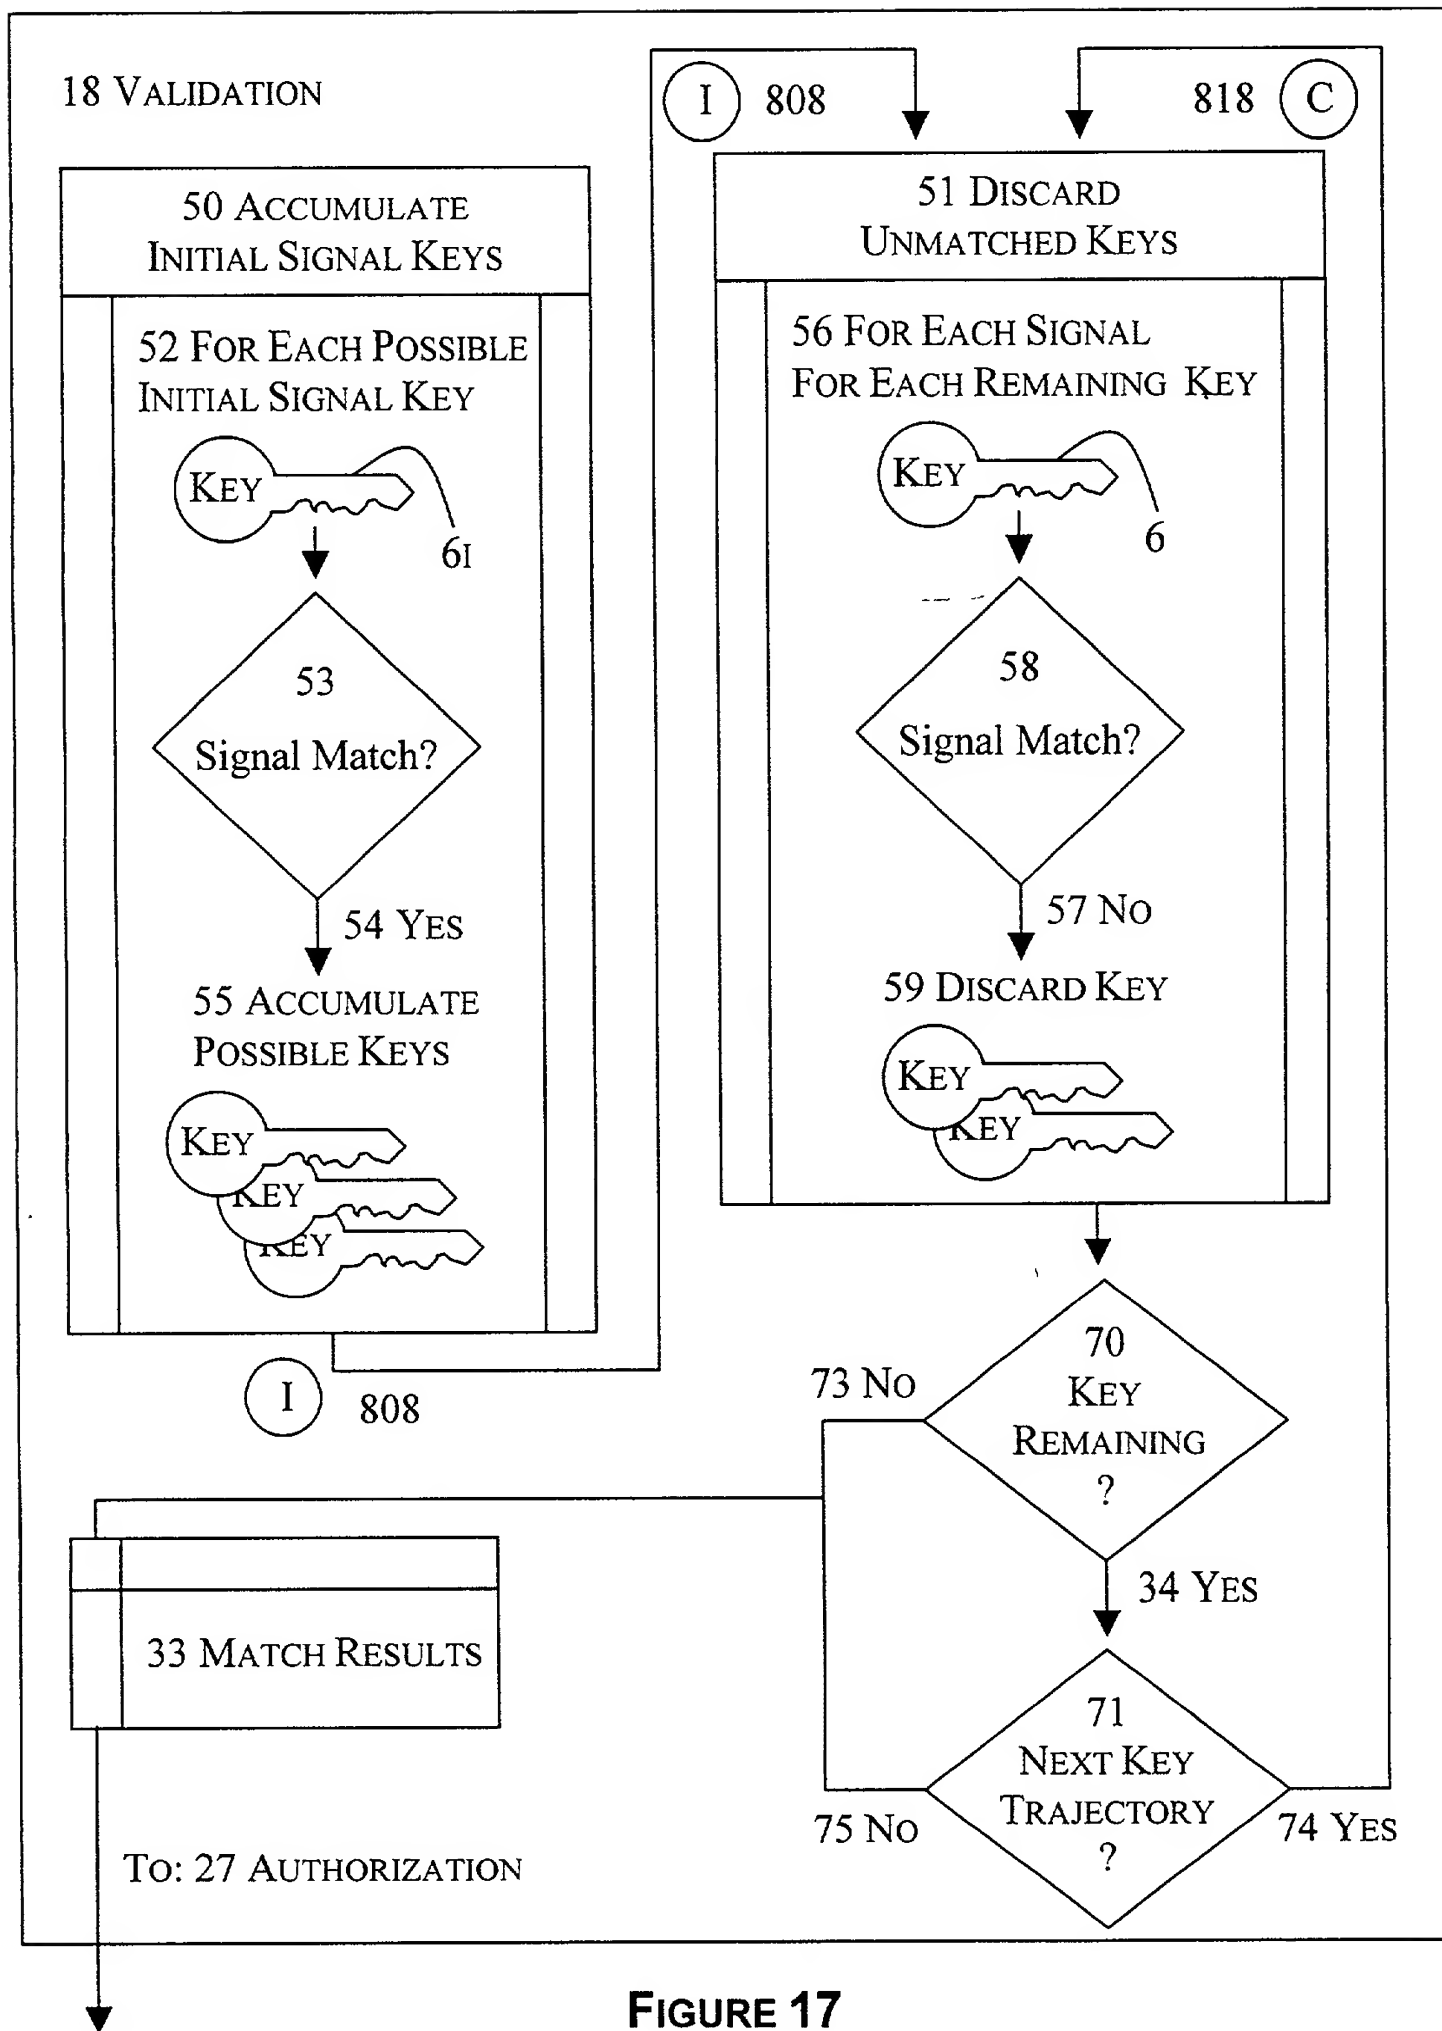 18 VALIDATION
50 ACCUMULATE
INITIAL SIGNAL KEYS
52 FOR EACH POSSIBLE
INITIAL SIGNAL KEY
KEY
6I
53
Signal Match?
54 YES
55 ACCUMULATE
POSSIBLE KEYS
KEY
KEY
KEY
I 808
I 808
818 C
51 DISCARD
UNMATCHED KEYS
56 FOR EACH SIGNAL
FOR EACH REMAINING KEY
KEY
6
58
Signal Match?
57 NO
59 DISCARD KEY
KEY
KEY
70
KEY
REMAINING
?
73 NO
34 YES
71
NEXT KEY
TRAJECTORY
?
75 NO
74 YES
33 MATCH RESULTS
TO: 27 AUTHORIZATION
FIGURE 17